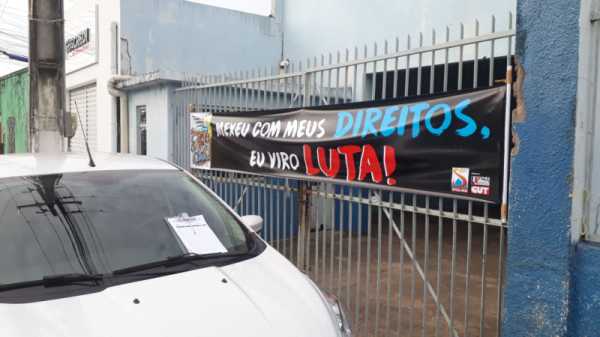 MEXEU COM MEUS DIREITOS,
EU VIRO LUTA!
CUT